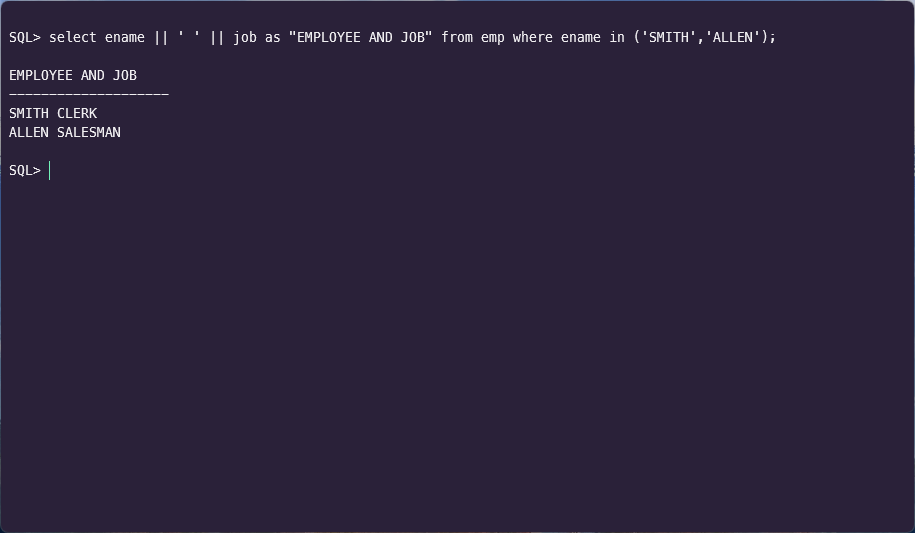 SQL> select ename || ' ' || job as "EMPLOYEE AND JOB" from emp where ename in ('SMITH','ALLEN');
EMPLOYEE AND JOB
--------------------
SMITH CLERK
ALLEN SALESMAN
SQL>